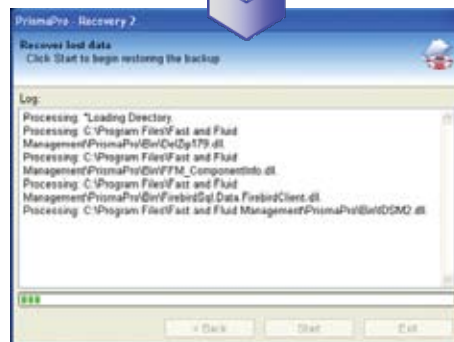 PrismaPro - Recovery 2
Recover lost data
Click Start to begin restoring the backup
Log:
Processing: "Loading Directory.
Processing: C:\Program Files\Fast and Fluid
Management\PrismaPro\Bin\DelZip179.dll.
Processing: C:\Program Files\Fast and Fluid
Management\PrismaPro\Bin\FFM_ComponentInfo.dll.
Processing: C:\Program Files\Fast and Fluid
Management\PrismaPro\Bin\FirebirdSql.Data.FirebirdClient.dll.
Processing: C:\Program Files\Fast and Fluid Management\PrismaPro\Bin\IDSM2.dll.
< Back
Start
Exit